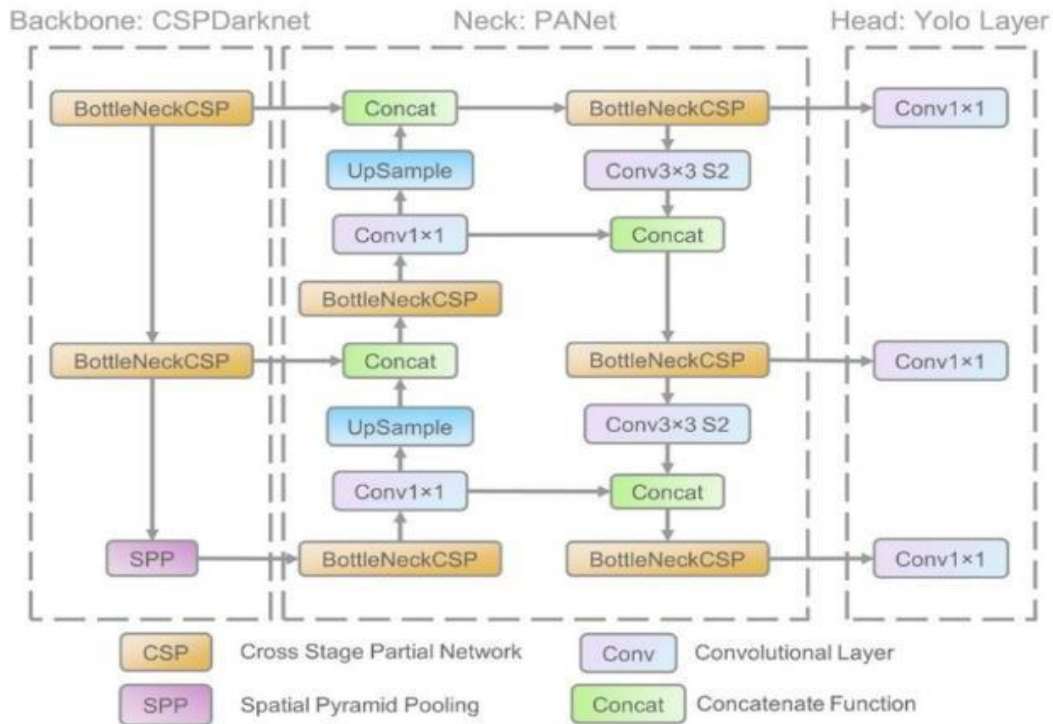 Backbone: CSPDarknet
Neck: PANet
Head: Yolo Layer
BottleNeckCSP
Concat
BottleNeckCSP
Conv1×1
UpSample
Conv3×3 S2
Conv1×1
Concat
BottleNeckCSP
BottleNeckCSP
Concat
BottleNeckCSP
Conv1×1
UpSample
Conv3×3 S2
Conv1×1
Concat
SPP
BottleNeckCSP
BottleNeckCSP
Conv1×1
CSP
Cross Stage Partial Network
Conv
Convolutional Layer
SPP
Spatial Pyramid Pooling
Concat
Concatenate Function